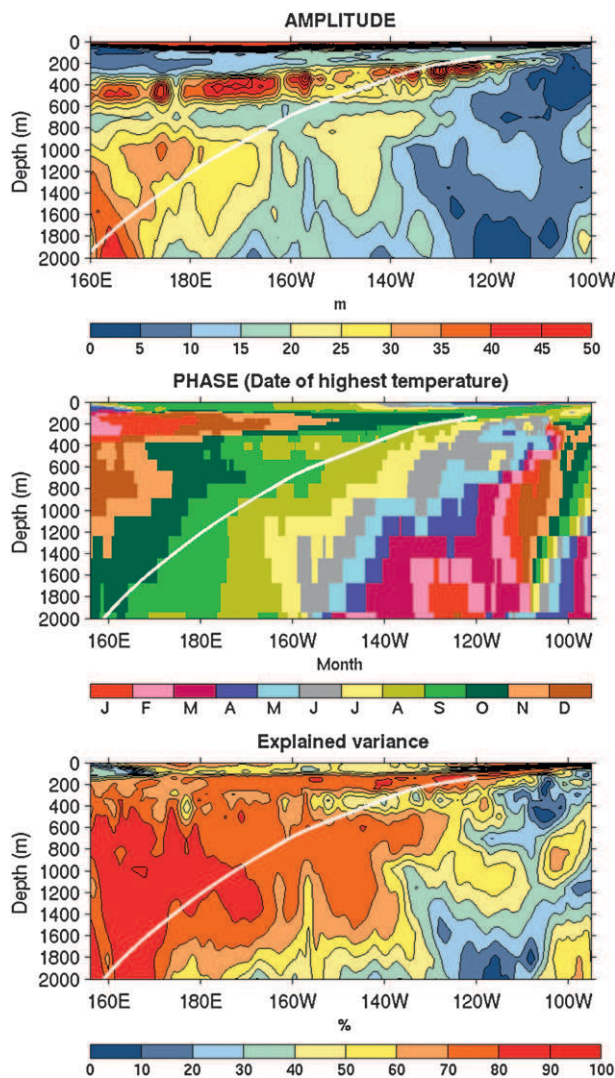 AMPLITUDE
0
200
400
600
800
1000
1200
1400
1600
1800
2000
Depth (m)
160E 180E 160W 140W 120W 100W
m
0 5 10 15 20 25 30 35 40 45 50
PHASE (Date of highest temperature)
0
200
400
600
800
1000
1200
1400
1600
1800
2000
Depth (m)
160E 180E 160W 140W 120W 100W
Month
J F M A M J J A S O N D
Explained variance
0
200
400
600
800
1000
1200
1400
1600
1800
2000
Depth (m)
160E 180E 160W 140W 120W 100W
%
0 10 20 30 40 50 60 70 80 90 100